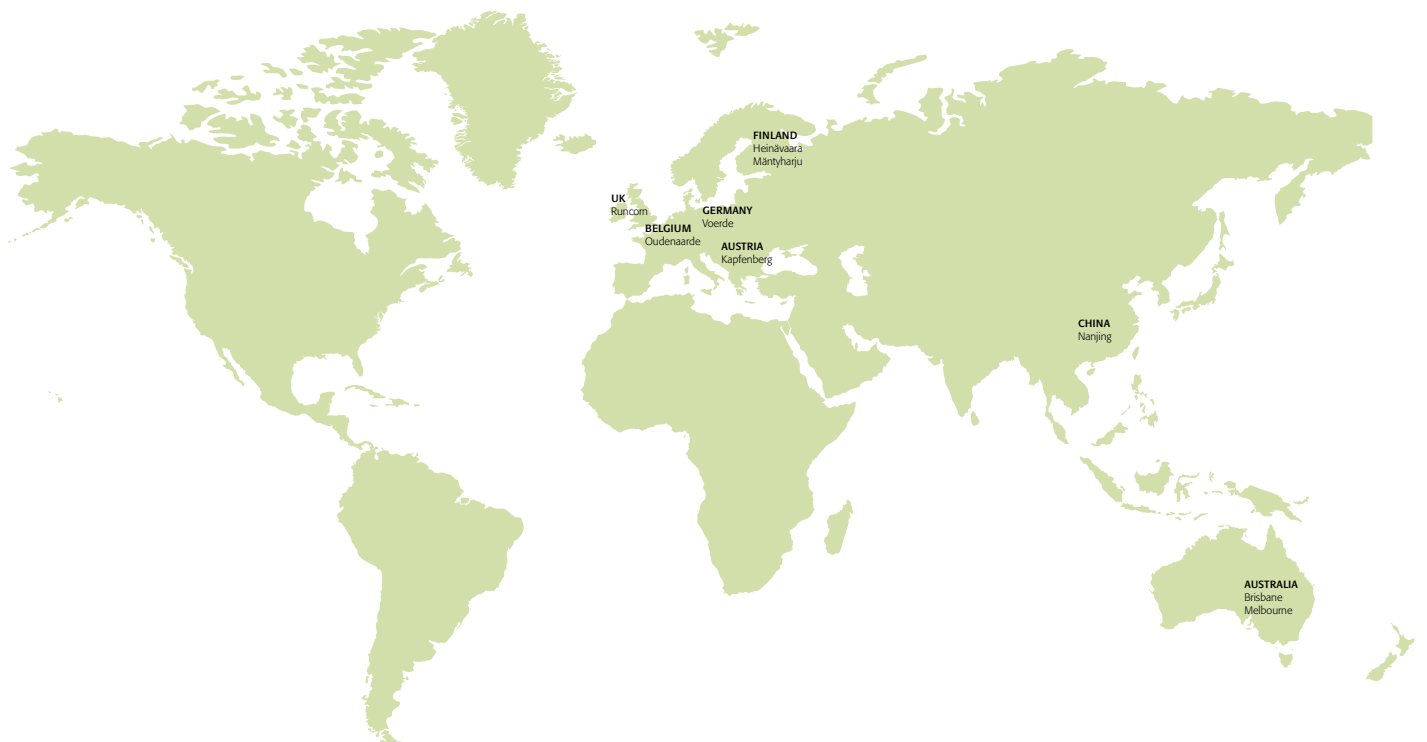 FINLAND
Heinävaara
Mäntyharju
UK
Runcorn
GERMANY
Voerde
BELGIUM
Oudenaarde
AUSTRIA
Kapfenberg
CHINA
Nanjing
AUSTRALIA
Brisbane
Melbourne